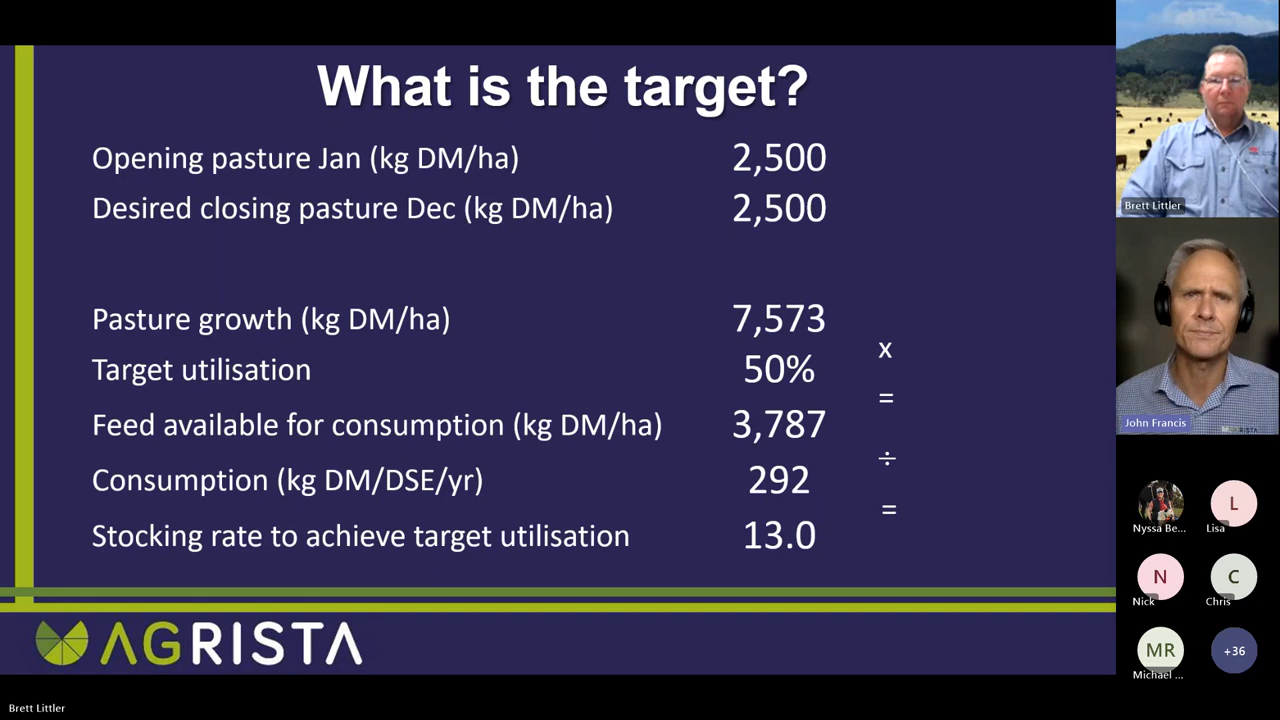 What is the target?
Opening pasture Jan (kg DM/ha) 2,500
Desired closing pasture Dec (kg DM/ha) 2,500
Pasture growth (kg DM/ha) 7,573
x
Target utilisation 50%
=
Feed available for consumption (kg DM/ha) 3,787
÷
Consumption (kg DM/DSE/yr) 292
=
Stocking rate to achieve target utilisation 13.0
AGRISTA
Brett Littler
Brett Littler
John Francis
Nyssa Be...
L
Lisa
N
Nick
C
Chris
MR
Michael ...
+36